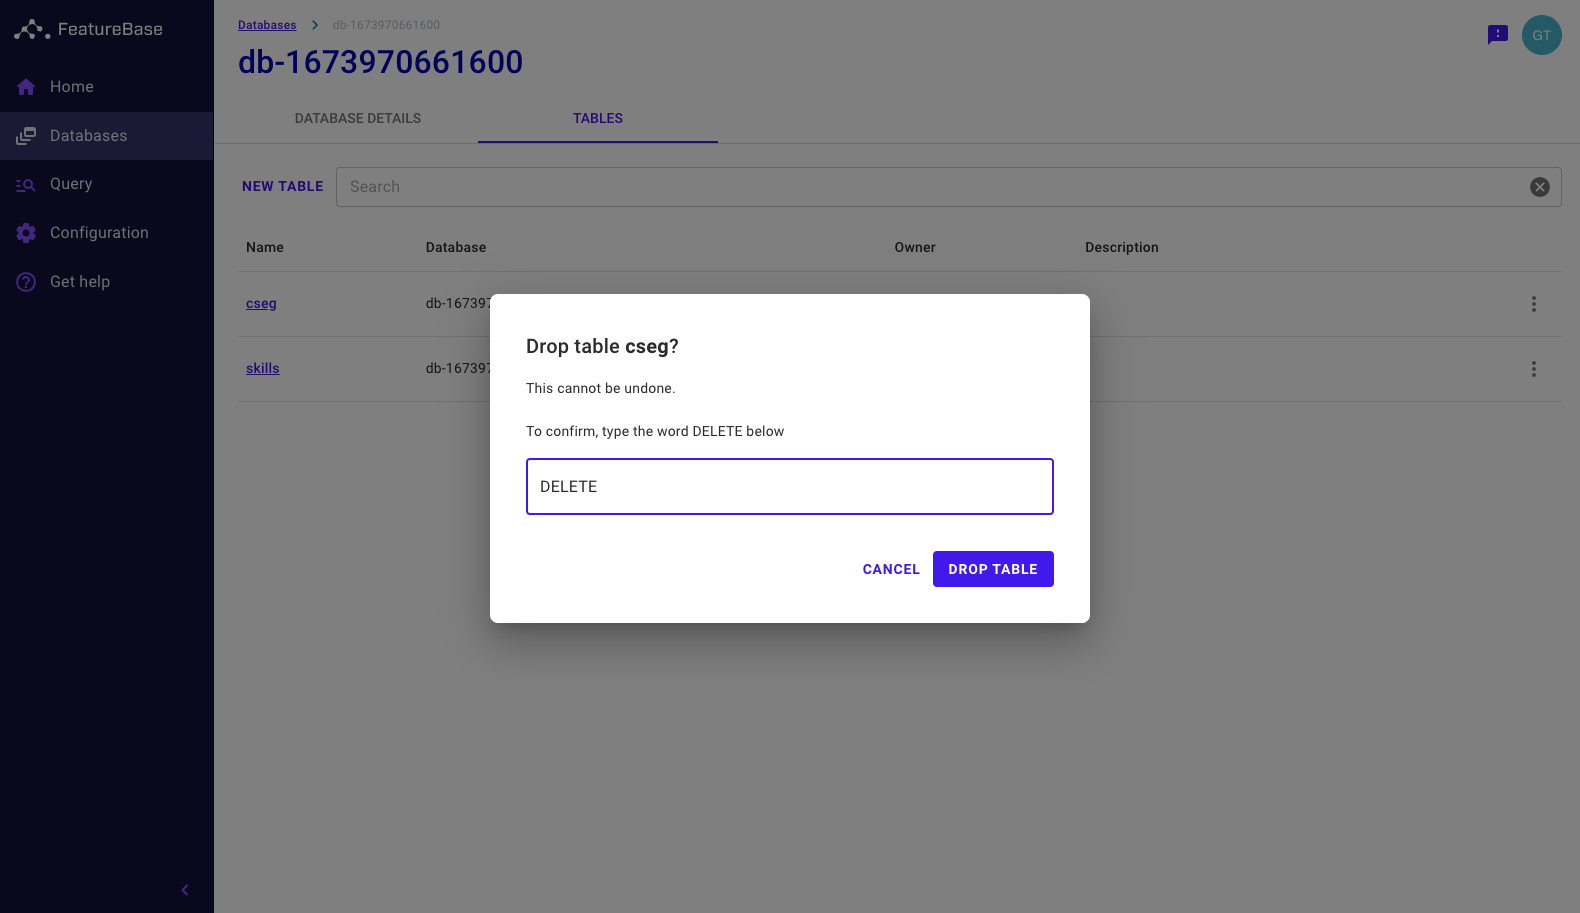 FeatureBase
Home
Databases
Query
Configuration
Get help
Databases > db-1673970661600
db-1673970661600
GT
DATABASE DETAILS TABLES
NEW TABLE Search
Name Database Owner Description
cseg db-167397
skills db-167397
Drop table cseg?
This cannot be undone.
To confirm, type the word DELETE below
DELETE
CANCEL DROP TABLE